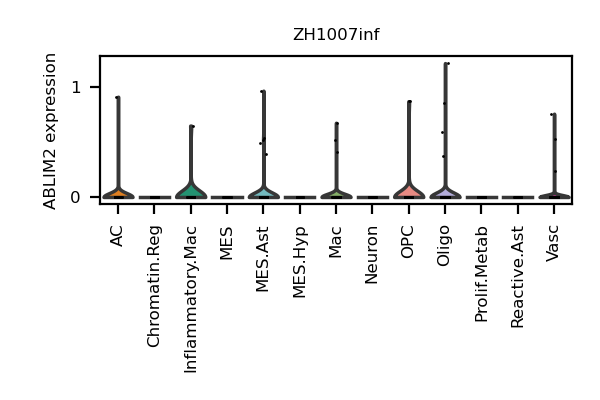 ZH1007inf
ABLIM2 expression
1
0
AC
Chromatin.Reg
Inflammatory.Mac
MES
MES.Ast
MES.Hyp
Mac
Neuron
OPC
Oligo
Prolif.Metab
Reactive.Ast
Vasc